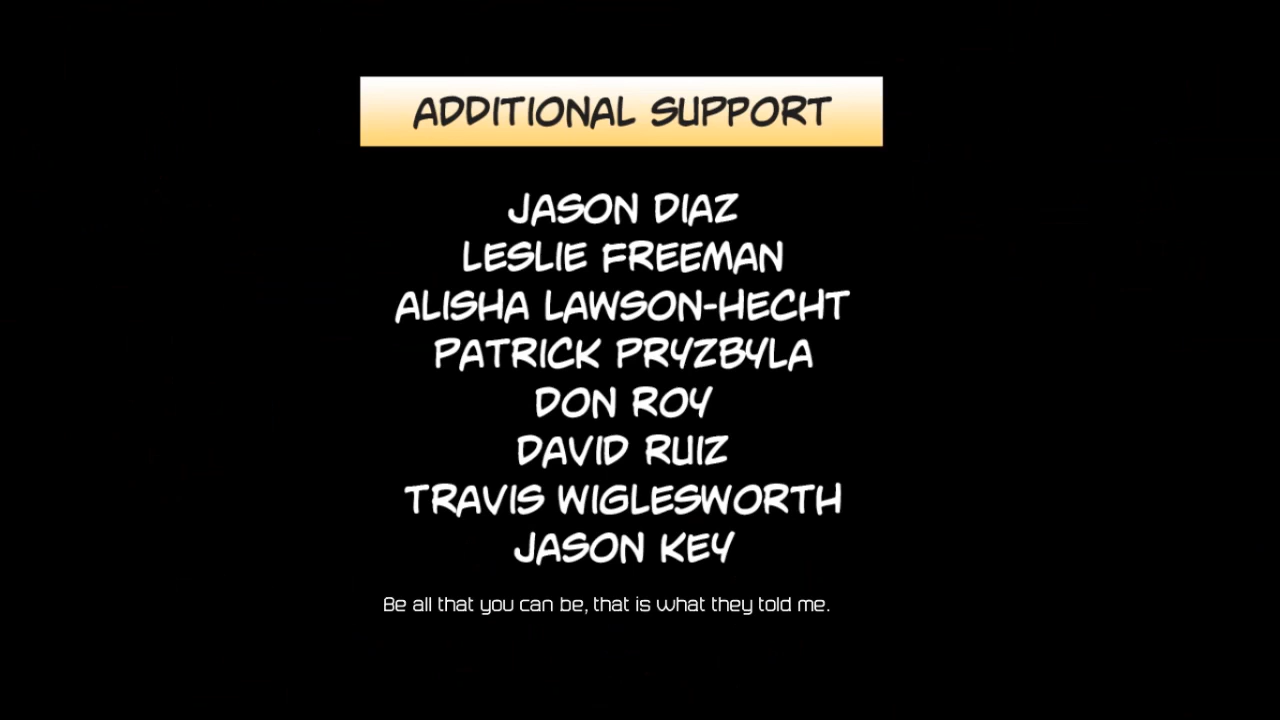 ADDITIONAL SUPPORT
JASON DIAZ
LESLIE FREEMAN
ALISHA LAWSON-HECHT
PATRICK PRYZBYLA
DON ROY
DAVID RUIZ
TRAVIS WIGLESWORTH
JASON KEY
Be all that you can be, that is what they told me.